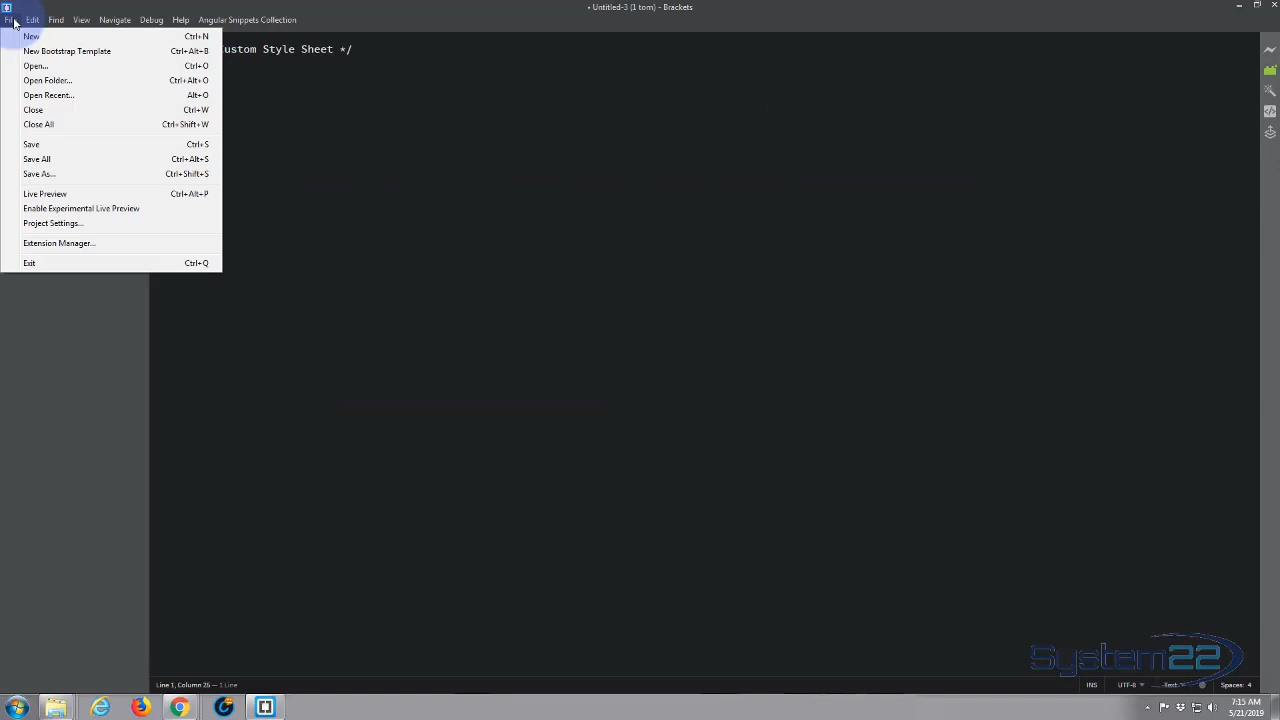 • Untitled-3 (1 tom) - Brackets
Edit Find View Navigate Debug Help Angular Snippets Collection
New Ctrl+N
New Bootstrap Template Ctrl+Alt+B
Open... Ctrl+O
Open Folder... Ctrl+Alt+O
Open Recent... Alt+O
Close Ctrl+W
Close All Ctrl+Shift+W
Save Ctrl+S
Save All Ctrl+Alt+S
Save As... Ctrl+Shift+S
Live Preview Ctrl+Alt+P
Enable Experimental Live Preview
Project Settings...
Extension Manager...
Exit Ctrl+Q
Style Sheet */
System22
Line 1, Column 25 — 1 Line INS UTF-8 Text Spaces: 4
7:15 AM
5/21/2019